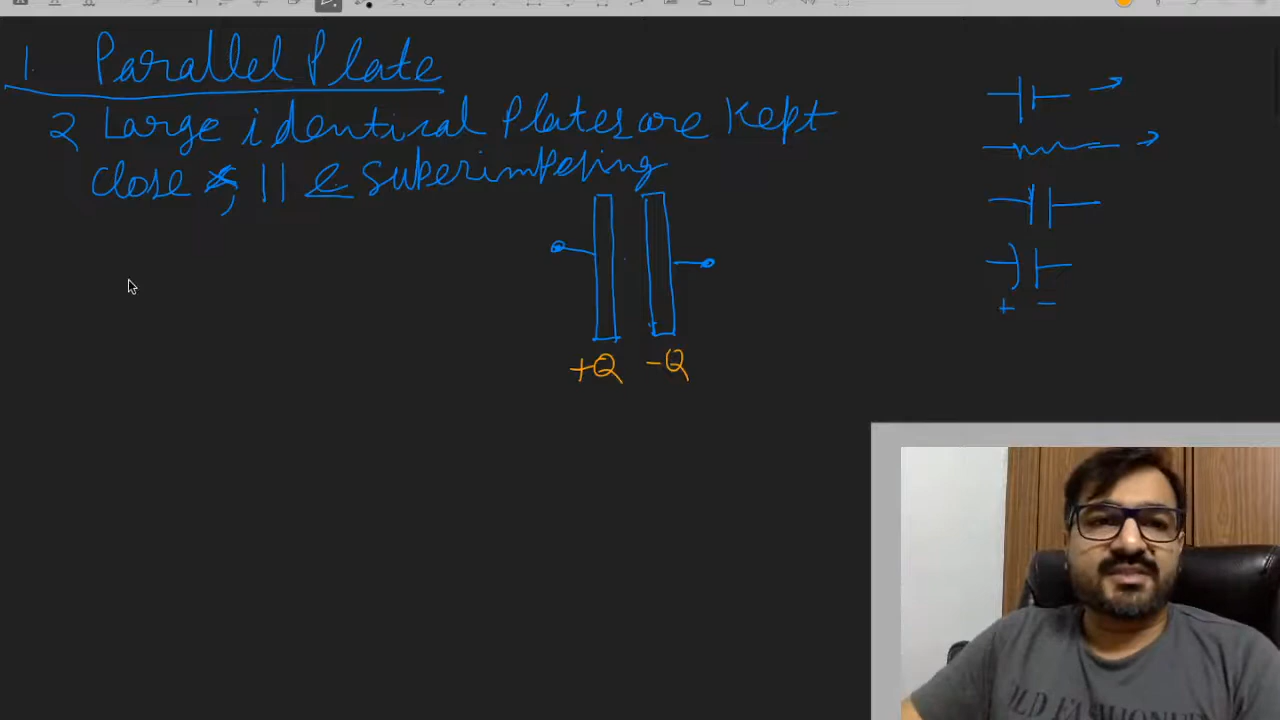 1. Parallel Plate
2 Large identical Plates are Kept
close , || & Superimposing
+Q -Q
+ -